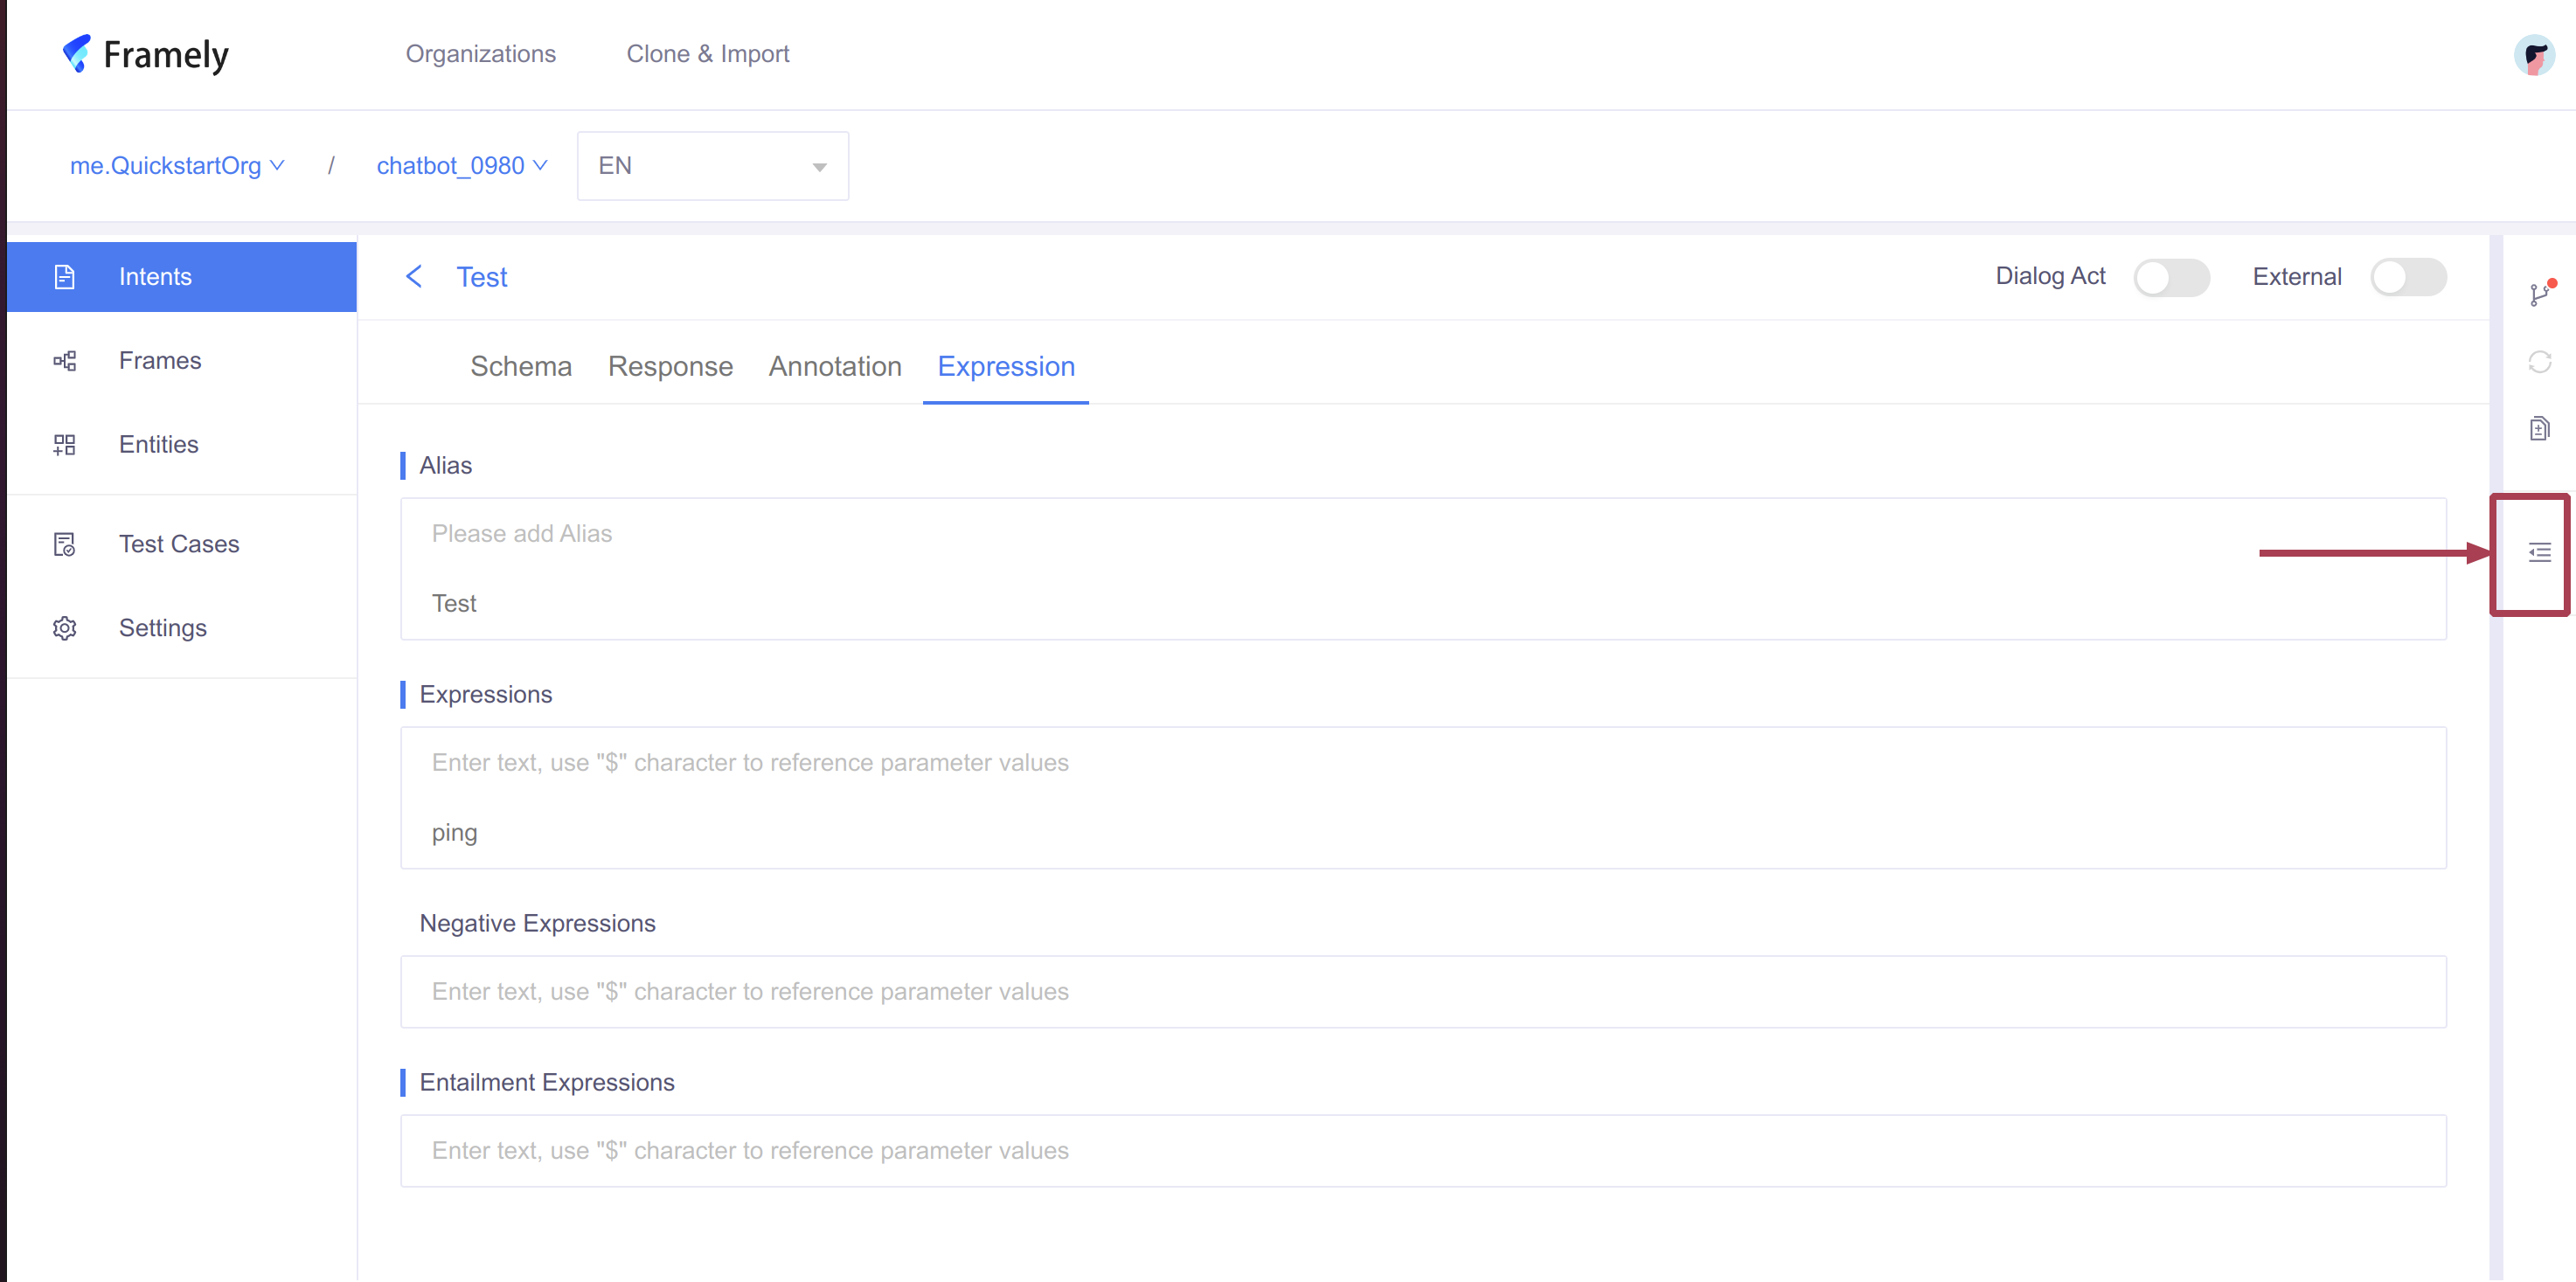 Framely
Organizations
Clone & Import
me.QuickstartOrg / chatbot_0980
EN
Intents
Frames
Entities
Test Cases
Settings
Test
Dialog Act
External
Schema
Response
Annotation
Expression
Alias
Please add Alias
Test
Expressions
Enter text, use "$" character to reference parameter values
ping
Negative Expressions
Enter text, use "$" character to reference parameter values
Entailment Expressions
Enter text, use "$" character to reference parameter values